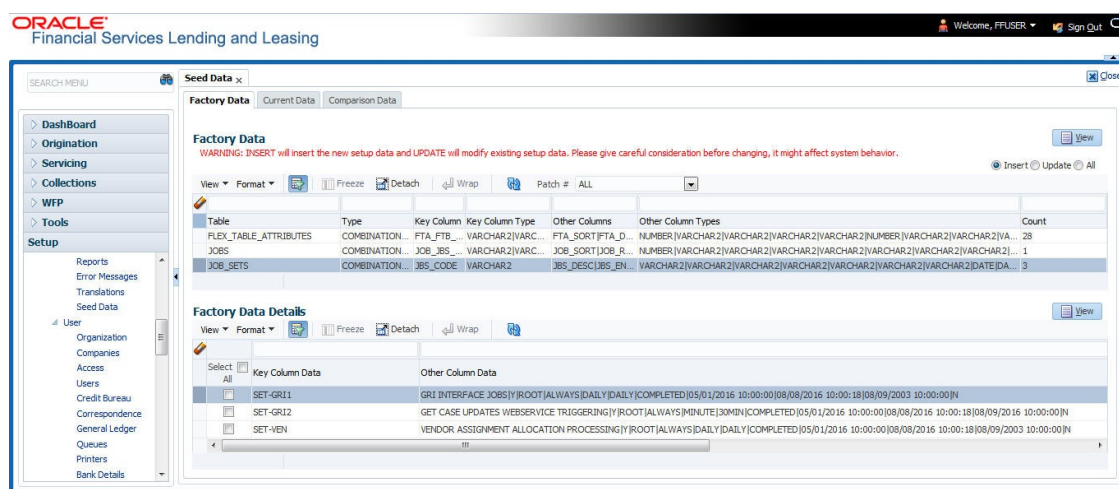 ORACLE
Financial Services Lending and Leasing
Welcome, FFUSER
Sign Out
SEARCH MENU
Seed Data
Close
Factory Data Current Data Comparison Data
DashBoard
Origination
Servicing
Collections
WFP
Tools
Setup
Reports
Error Messages
Translations
Seed Data
User
Organization
Companies
Access
Users
Credit Bureau
Correspondence
General Ledger
Queues
Printers
Bank Details
Factory Data
View
WARNING: INSERT will insert the new setup data and UPDATE will modify existing setup data. Please give careful consideration before changing, it might affect system behavior.
Insert Update All
View Format Freeze Detach Wrap Patch # ALL
Table Type Key Column Key Column Type Other Columns Other Column Types Count
FLEX_TABLE_ATTRIBUTES COMBINATION... FTA_FTB_... VARCHAR2|VARC... FTA_SORT|FTA_D... NUMBER|VARCHAR2|VARCHAR2|VARCHAR2|VARCHAR2|NUMBER|VARCHAR2|VARCHAR2|VA... 28
JOBS COMBINATION... JOB_JBS_... VARCHAR2|VARC... JOB_SORT|JOB_R... NUMBER|VARCHAR2|VARCHAR2|VARCHAR2|VARCHAR2|VARCHAR2|VARCHAR2|VARCHAR2|... 1
JOB_SETS COMBINATION... JBS_CODE VARCHAR2 JBS_DESC|JBS_EN... VARCHAR2|VARCHAR2|VARCHAR2|VARCHAR2|VARCHAR2|VARCHAR2|VARCHAR2|DATE|DA... 3
Factory Data Details
View
View Format Freeze Detach Wrap
Select All Key Column Data Other Column Data
SET-GRI1 GRI INTERFACE JOBS|Y|ROOT|ALWAYS|DAILY|DAILY|COMPLETED|05/01/2016 10:00:00|08/08/2016 10:00:18|08/09/2003 10:00:00|N
SET-GRI2 GET CASE UPDATES WEBSERVICE TRIGGERING|Y|ROOT|ALWAYS|MINUTE|30MIN|COMPLETED|05/01/2016 10:00:00|08/08/2016 10:00:18|08/09/2016 10:00:00|N
SET-VEN VENDOR ASSIGNMENT ALLOCATION PROCESSING|Y|ROOT|ALWAYS|DAILY|DAILY|COMPLETED|05/01/2016 10:00:00|08/08/2016 10:00:18|08/09/2003 10:00:00|N